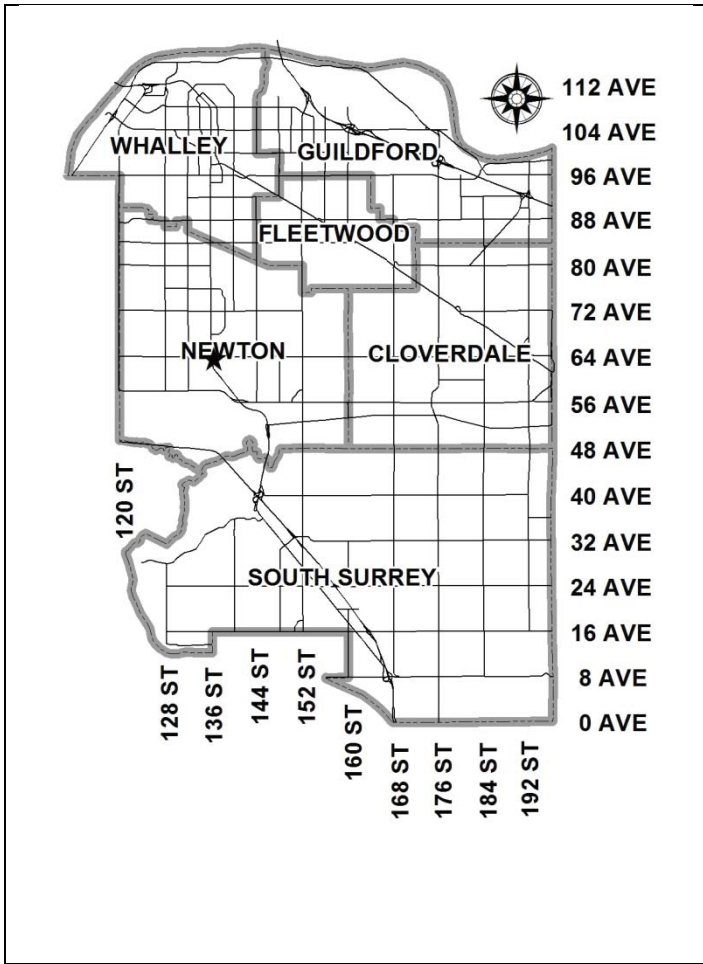 112 AVE
104 AVE
WHALLEY
GUILDFORD
96 AVE
88 AVE
FLEETWOOD
80 AVE
72 AVE
NEWTON
CLOVERDALE
64 AVE
56 AVE
48 AVE
120 ST
40 AVE
32 AVE
SOUTH SURREY
24 AVE
16 AVE
128 ST
136 ST
144 ST
152 ST
160 ST
8 AVE
0 AVE
168 ST
176 ST
184 ST
192 ST